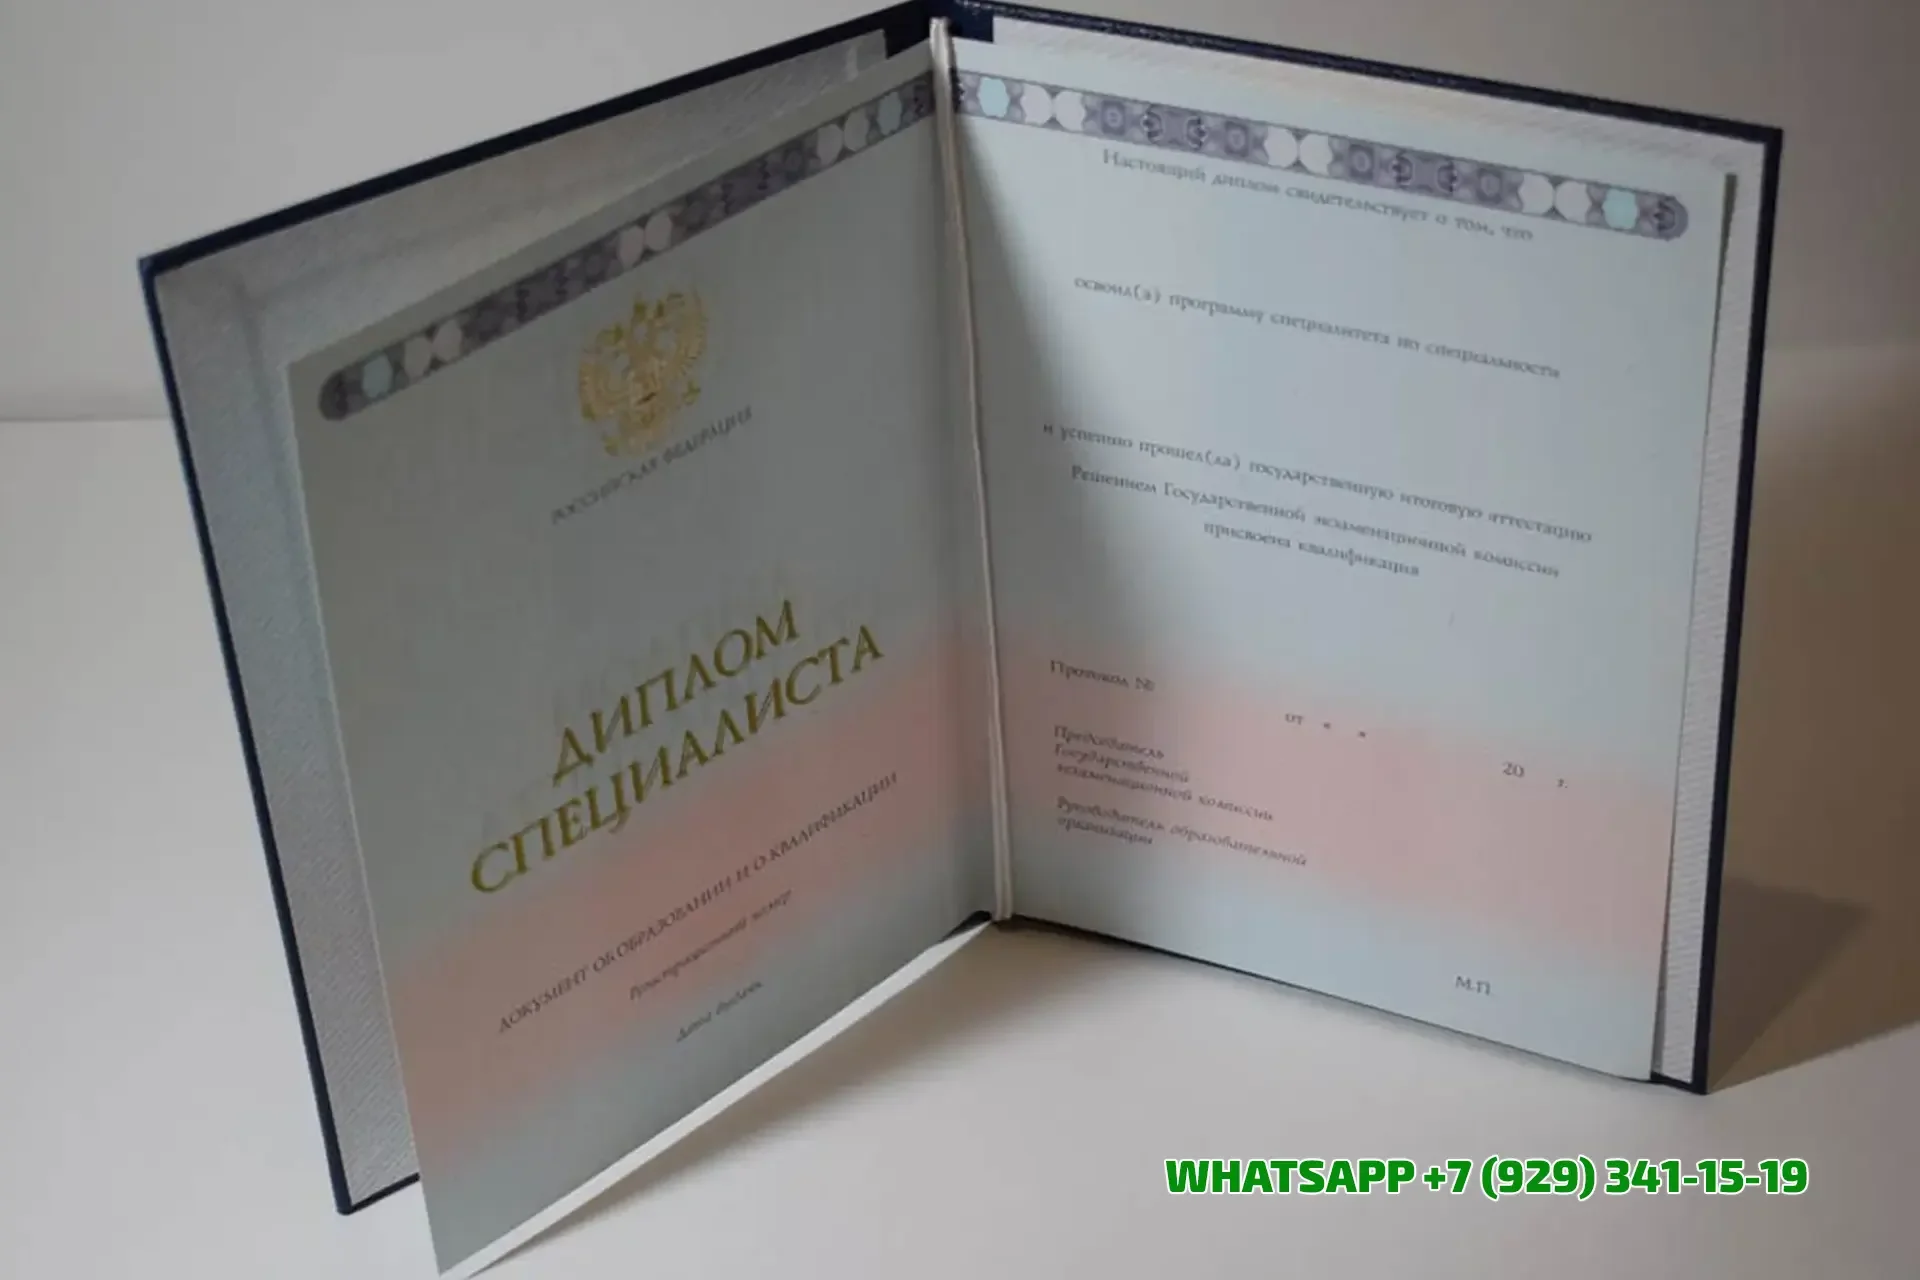 РОССИЙСКАЯ ФЕДЕРАЦИЯ
ДИПЛОМ
СПЕЦИАЛИСТА
ДОКУМЕНТ ОБ ОБРАЗОВАНИИ И О КВАЛИФИКАЦИИ
Регистрационный номер
Дата выдачи
Настоящий диплом свидетельствует о том, что
освоил(а) программу специалитета по специальности
и успешно прошел(ла) государственную итоговую аттестацию
Решением Государственной экзаменационной комиссии
присвоена квалификация
Протокол №
от « » 20 г.
Председатель
Государственной
экзаменационной комиссии
Руководитель образовательной
организации
М.П.
WHATSAPP +7 (929) 341-15-19